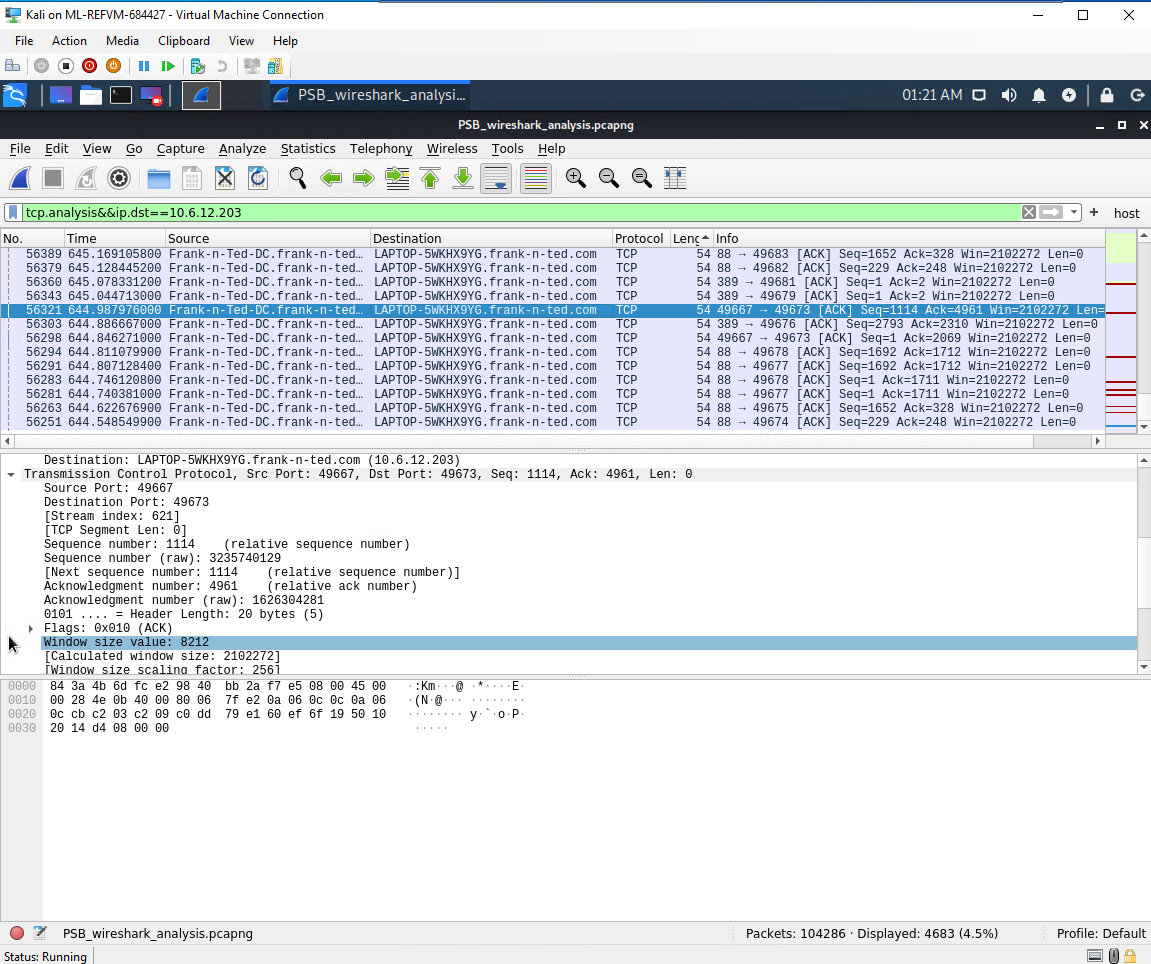 Kali on ML-REFVM-684427 - Virtual Machine Connection
File Action Media Clipboard View Help
PSB_wireshark_analysi... 01:21 AM
PSB_wireshark_analysis.pcapng
File Edit View Go Capture Analyze Statistics Telephony Wireless Tools Help
tcp.analysis&&ip.dst==10.6.12.203 + host
No. Time Source Destination Protocol Leng Info
56389 645.169105800 Frank-n-Ted-DC.frank-n-ted… LAPTOP-5WKHX9YG.frank-n-ted.com TCP 54 88 → 49683 [ACK] Seq=1652 Ack=328 Win=2102272 Len=0
56379 645.128445200 Frank-n-Ted-DC.frank-n-ted… LAPTOP-5WKHX9YG.frank-n-ted.com TCP 54 88 → 49682 [ACK] Seq=229 Ack=248 Win=2102272 Len=0
56360 645.078331200 Frank-n-Ted-DC.frank-n-ted… LAPTOP-5WKHX9YG.frank-n-ted.com TCP 54 389 → 49681 [ACK] Seq=1 Ack=2 Win=2102272 Len=0
56343 645.044713000 Frank-n-Ted-DC.frank-n-ted… LAPTOP-5WKHX9YG.frank-n-ted.com TCP 54 389 → 49679 [ACK] Seq=1 Ack=2 Win=2102272 Len=0
56321 644.987976000 Frank-n-Ted-DC.frank-n-ted… LAPTOP-5WKHX9YG.frank-n-ted.com TCP 54 49667 → 49673 [ACK] Seq=1114 Ack=4961 Win=2102272 Len=
56303 644.886667000 Frank-n-Ted-DC.frank-n-ted… LAPTOP-5WKHX9YG.frank-n-ted.com TCP 54 389 → 49676 [ACK] Seq=2793 Ack=2310 Win=2102272 Len=0
56298 644.846271000 Frank-n-Ted-DC.frank-n-ted… LAPTOP-5WKHX9YG.frank-n-ted.com TCP 54 49667 → 49673 [ACK] Seq=1 Ack=2069 Win=2102272 Len=0
56294 644.811079900 Frank-n-Ted-DC.frank-n-ted… LAPTOP-5WKHX9YG.frank-n-ted.com TCP 54 88 → 49678 [ACK] Seq=1692 Ack=1712 Win=2102272 Len=0
56291 644.807128400 Frank-n-Ted-DC.frank-n-ted… LAPTOP-5WKHX9YG.frank-n-ted.com TCP 54 88 → 49677 [ACK] Seq=1692 Ack=1712 Win=2102272 Len=0
56283 644.746120800 Frank-n-Ted-DC.frank-n-ted… LAPTOP-5WKHX9YG.frank-n-ted.com TCP 54 88 → 49678 [ACK] Seq=1 Ack=1711 Win=2102272 Len=0
56281 644.740381000 Frank-n-Ted-DC.frank-n-ted… LAPTOP-5WKHX9YG.frank-n-ted.com TCP 54 88 → 49677 [ACK] Seq=1 Ack=1711 Win=2102272 Len=0
56263 644.622676900 Frank-n-Ted-DC.frank-n-ted… LAPTOP-5WKHX9YG.frank-n-ted.com TCP 54 88 → 49675 [ACK] Seq=1652 Ack=328 Win=2102272 Len=0
56251 644.548549900 Frank-n-Ted-DC.frank-n-ted… LAPTOP-5WKHX9YG.frank-n-ted.com TCP 54 88 → 49674 [ACK] Seq=229 Ack=248 Win=2102272 Len=0
Destination: LAPTOP-5WKHX9YG.frank-n-ted.com (10.6.12.203)
Transmission Control Protocol, Src Port: 49667, Dst Port: 49673, Seq: 1114, Ack: 4961, Len: 0
Source Port: 49667
Destination Port: 49673
[Stream index: 621]
[TCP Segment Len: 0]
Sequence number: 1114 (relative sequence number)
Sequence number (raw): 3235740129
[Next sequence number: 1114 (relative sequence number)]
Acknowledgment number: 4961 (relative ack number)
Acknowledgment number (raw): 1626304281
0101 .... = Header Length: 20 bytes (5)
Flags: 0x010 (ACK)
Window size value: 8212
[Calculated window size: 2102272]
[Window size scaling factor: 256]
0000 84 3a 4b 6d fc e2 98 40 bb 2a f7 e5 08 00 45 00 ·:Km···@ ·*····E·
0010 00 28 4e 0b 40 00 80 06 7f e2 0a 06 0c 0c 0a 06 ·(N·@··· ········
0020 0c cb c2 03 c2 09 c0 dd 79 e1 60 ef 6f 19 50 10 ········ y·`·o·P·
0030 20 14 d4 08 00 00 ·····
PSB_wireshark_analysis.pcapng Packets: 104286 · Displayed: 4683 (4.5%) Profile: Default
Status: Running